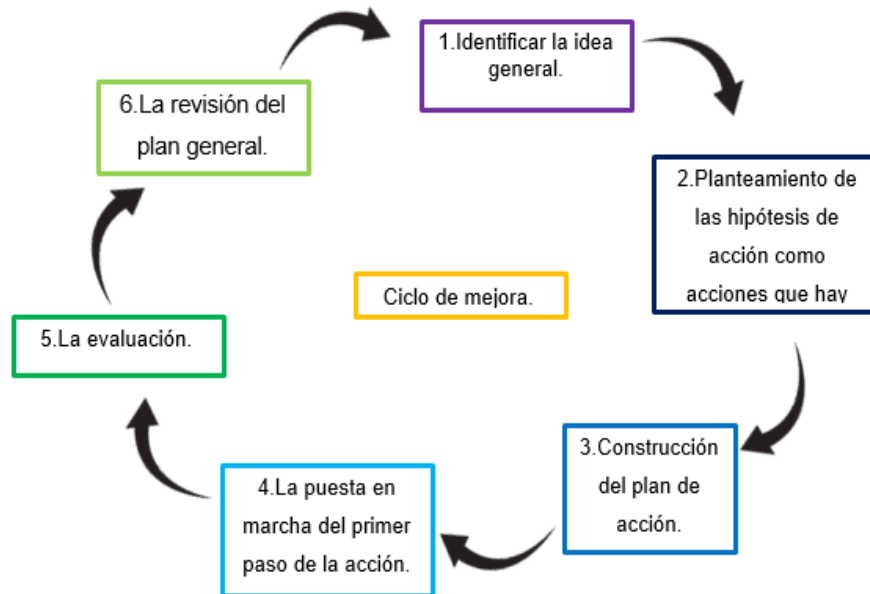 1.Identificar la idea
general.
2.Planteamiento de
las hipótesis de
acción como
acciones que hay
3.Construcción
del plan de
acción.
4.La puesta en
marcha del primer
paso de la acción.
5.La evaluación.
6.La revisión del
plan general.
Ciclo de mejora.